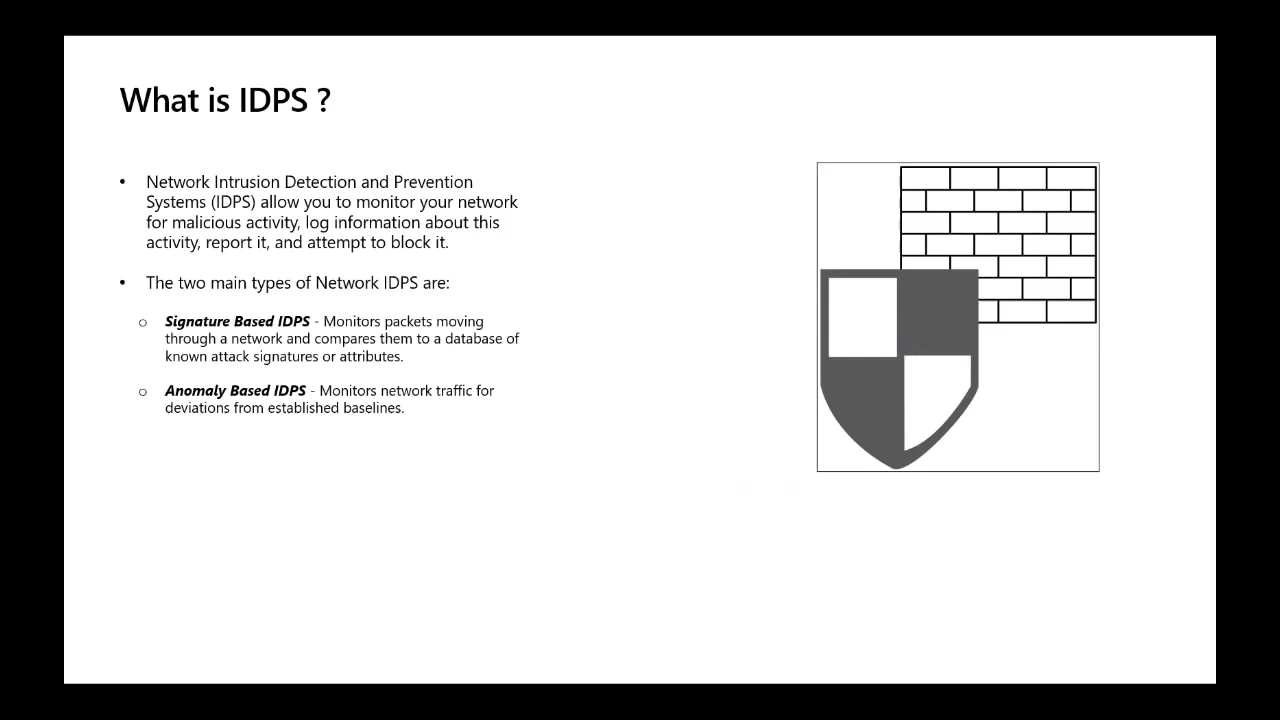 What is IDPS ?
• Network Intrusion Detection and Prevention
Systems (IDPS) allow you to monitor your network
for malicious activity, log information about this
activity, report it, and attempt to block it.
• The two main types of Network IDPS are:
o Signature Based IDPS - Monitors packets moving
through a network and compares them to a database of
known attack signatures or attributes.
o Anomaly Based IDPS - Monitors network traffic for
deviations from established baselines.